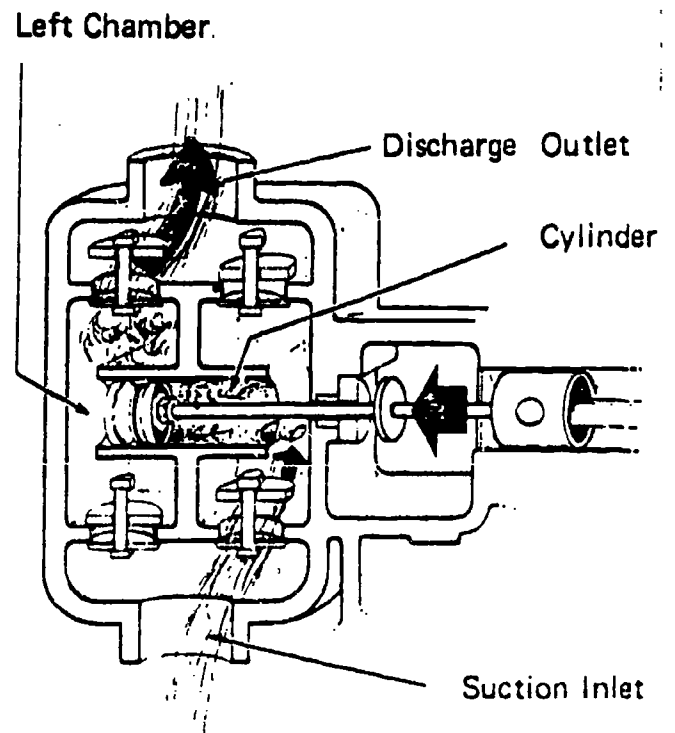 Left Chamber.
Discharge Outlet
Cylinder
Suction Inlet